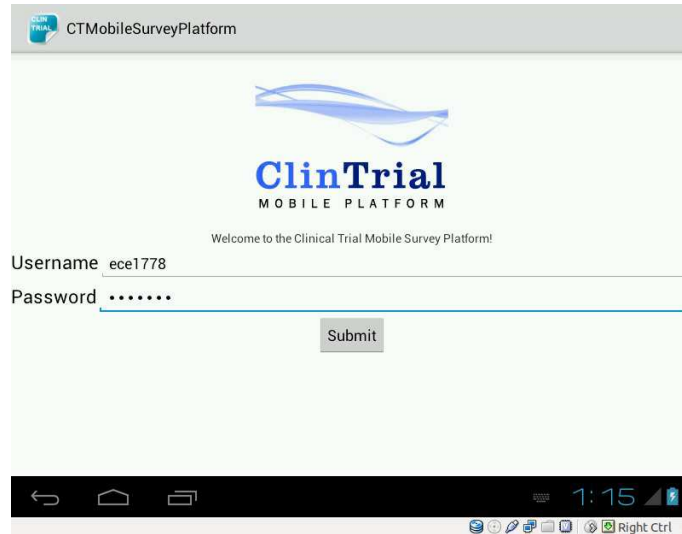 CLIN
TRIAL
CTMobileSurveyPlatform
ClinTrial
MOBILE PLATFORM
Welcome to the Clinical Trial Mobile Survey Platform!
Username ece1778
Password •••••••
Submit
1:15
Right Ctrl